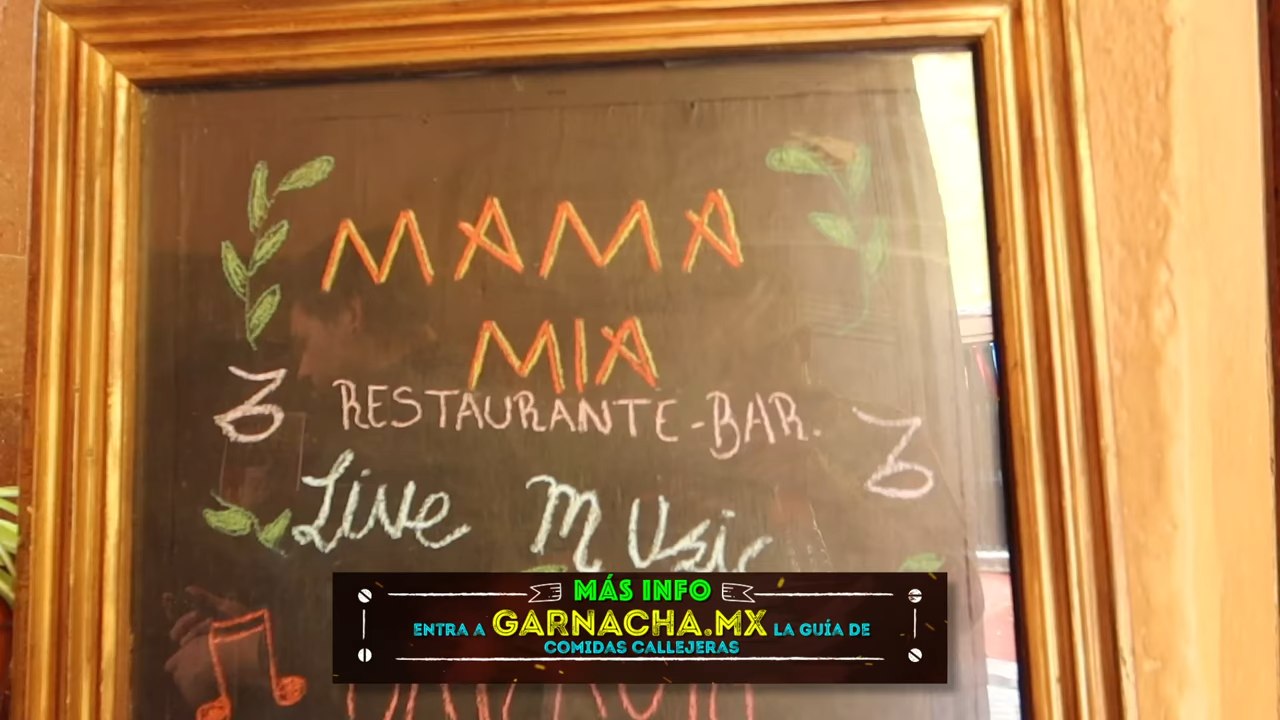 MAMA
MIA
RESTAURANTE-BAR.
Live Music
MÁS INFO
ENTRA A GARNACHA.MX LA GUÍA DE
COMIDAS CALLEJERAS